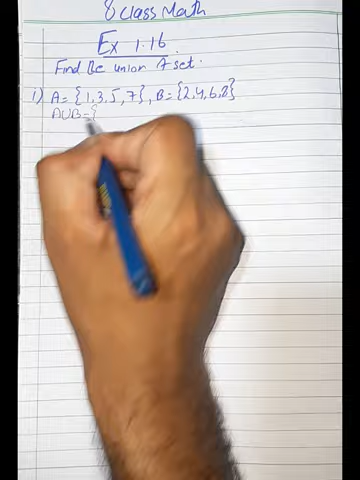 8 class Math
Ex 1.16.
Find the union of set.
i) A = {1,3,5,7}, B = {2,4,6,8}
AUB = {